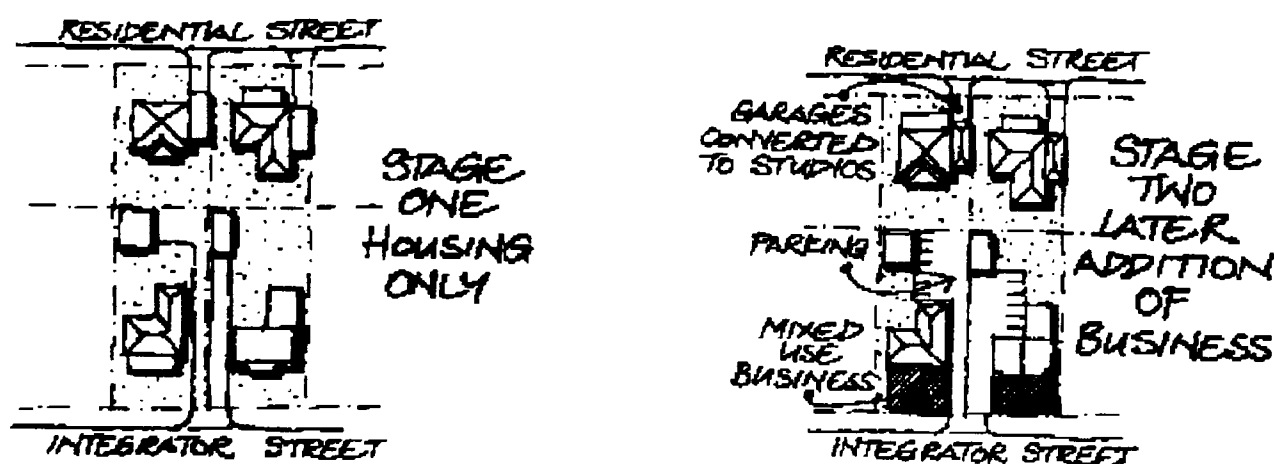 RESIDENTIAL STREET
STAGE
ONE
HOUSING
ONLY
INTEGRATOR STREET
RESIDENTIAL STREET
GARAGES
CONVERTED
TO STUDIOS
PARKING
MIXED
USE
BUSINESS
STAGE
TWO
LATER
ADDITION
OF
BUSINESS
INTEGRATOR STREET